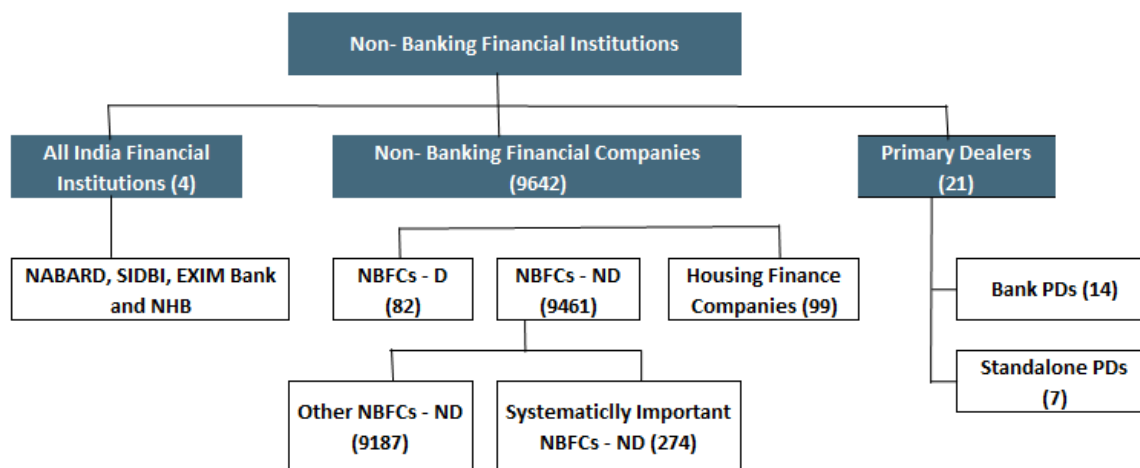 Non- Banking Financial Institutions
All India Financial
Institutions (4)
Non- Banking Financial Companies
(9642)
Primary Dealers
(21)
NABARD, SIDBI, EXIM Bank
and NHB
NBFCs - D
(82)
NBFCs - ND
(9461)
Housing Finance
Companies (99)
Bank PDs (14)
Standalone PDs
(7)
Other NBFCs - ND
(9187)
Systematiclly Important
NBFCs - ND (274)